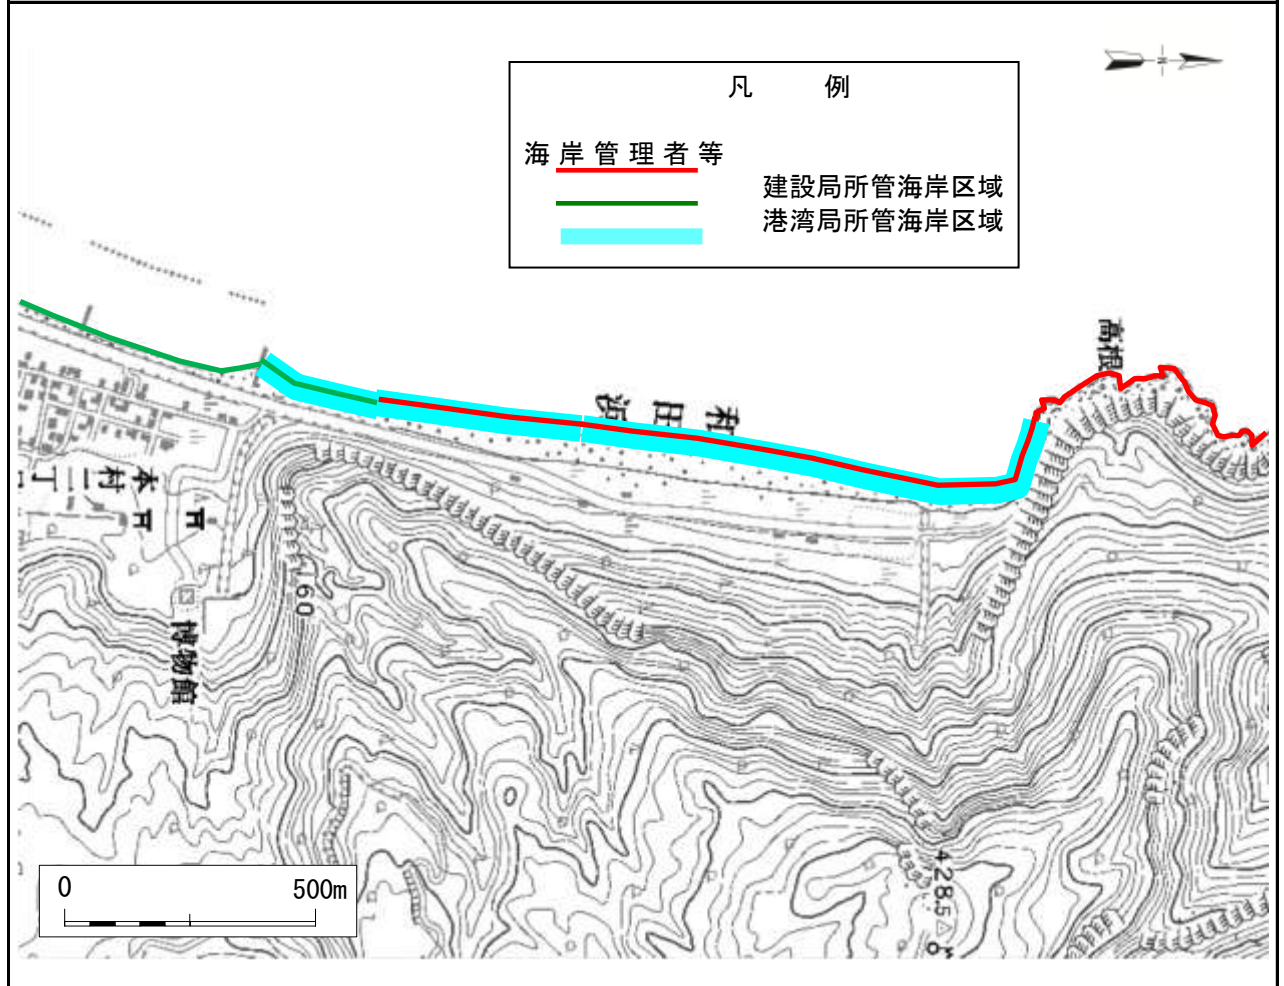 凡 例
海岸管理者等
建設局所管海岸区域
港湾局所管海岸区域
N
高根
和田浜
本村二丁
博物館
160
428.5
0 500m